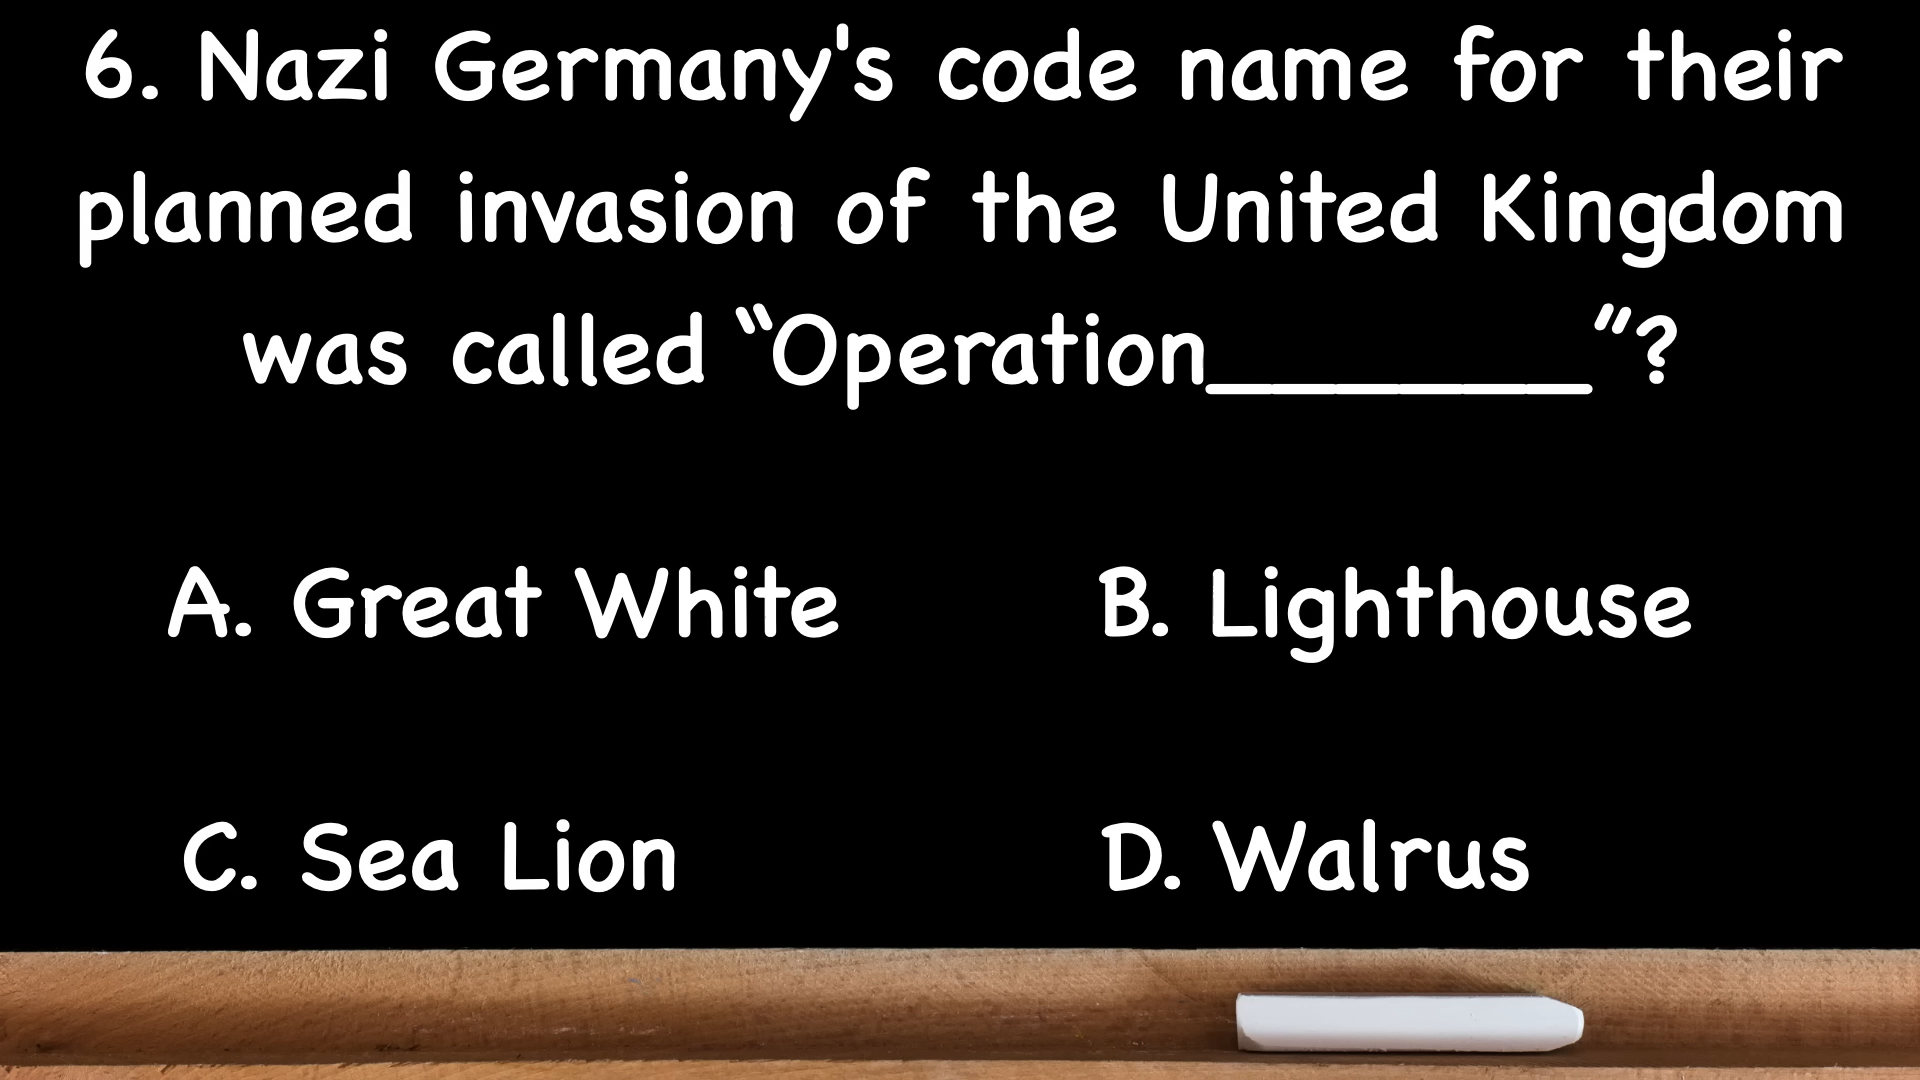 6. Nazi Germany's code name for their
planned invasion of the United Kingdom
was called “Operation______”?
A. Great White
B. Lighthouse
C. Sea Lion
D. Walrus